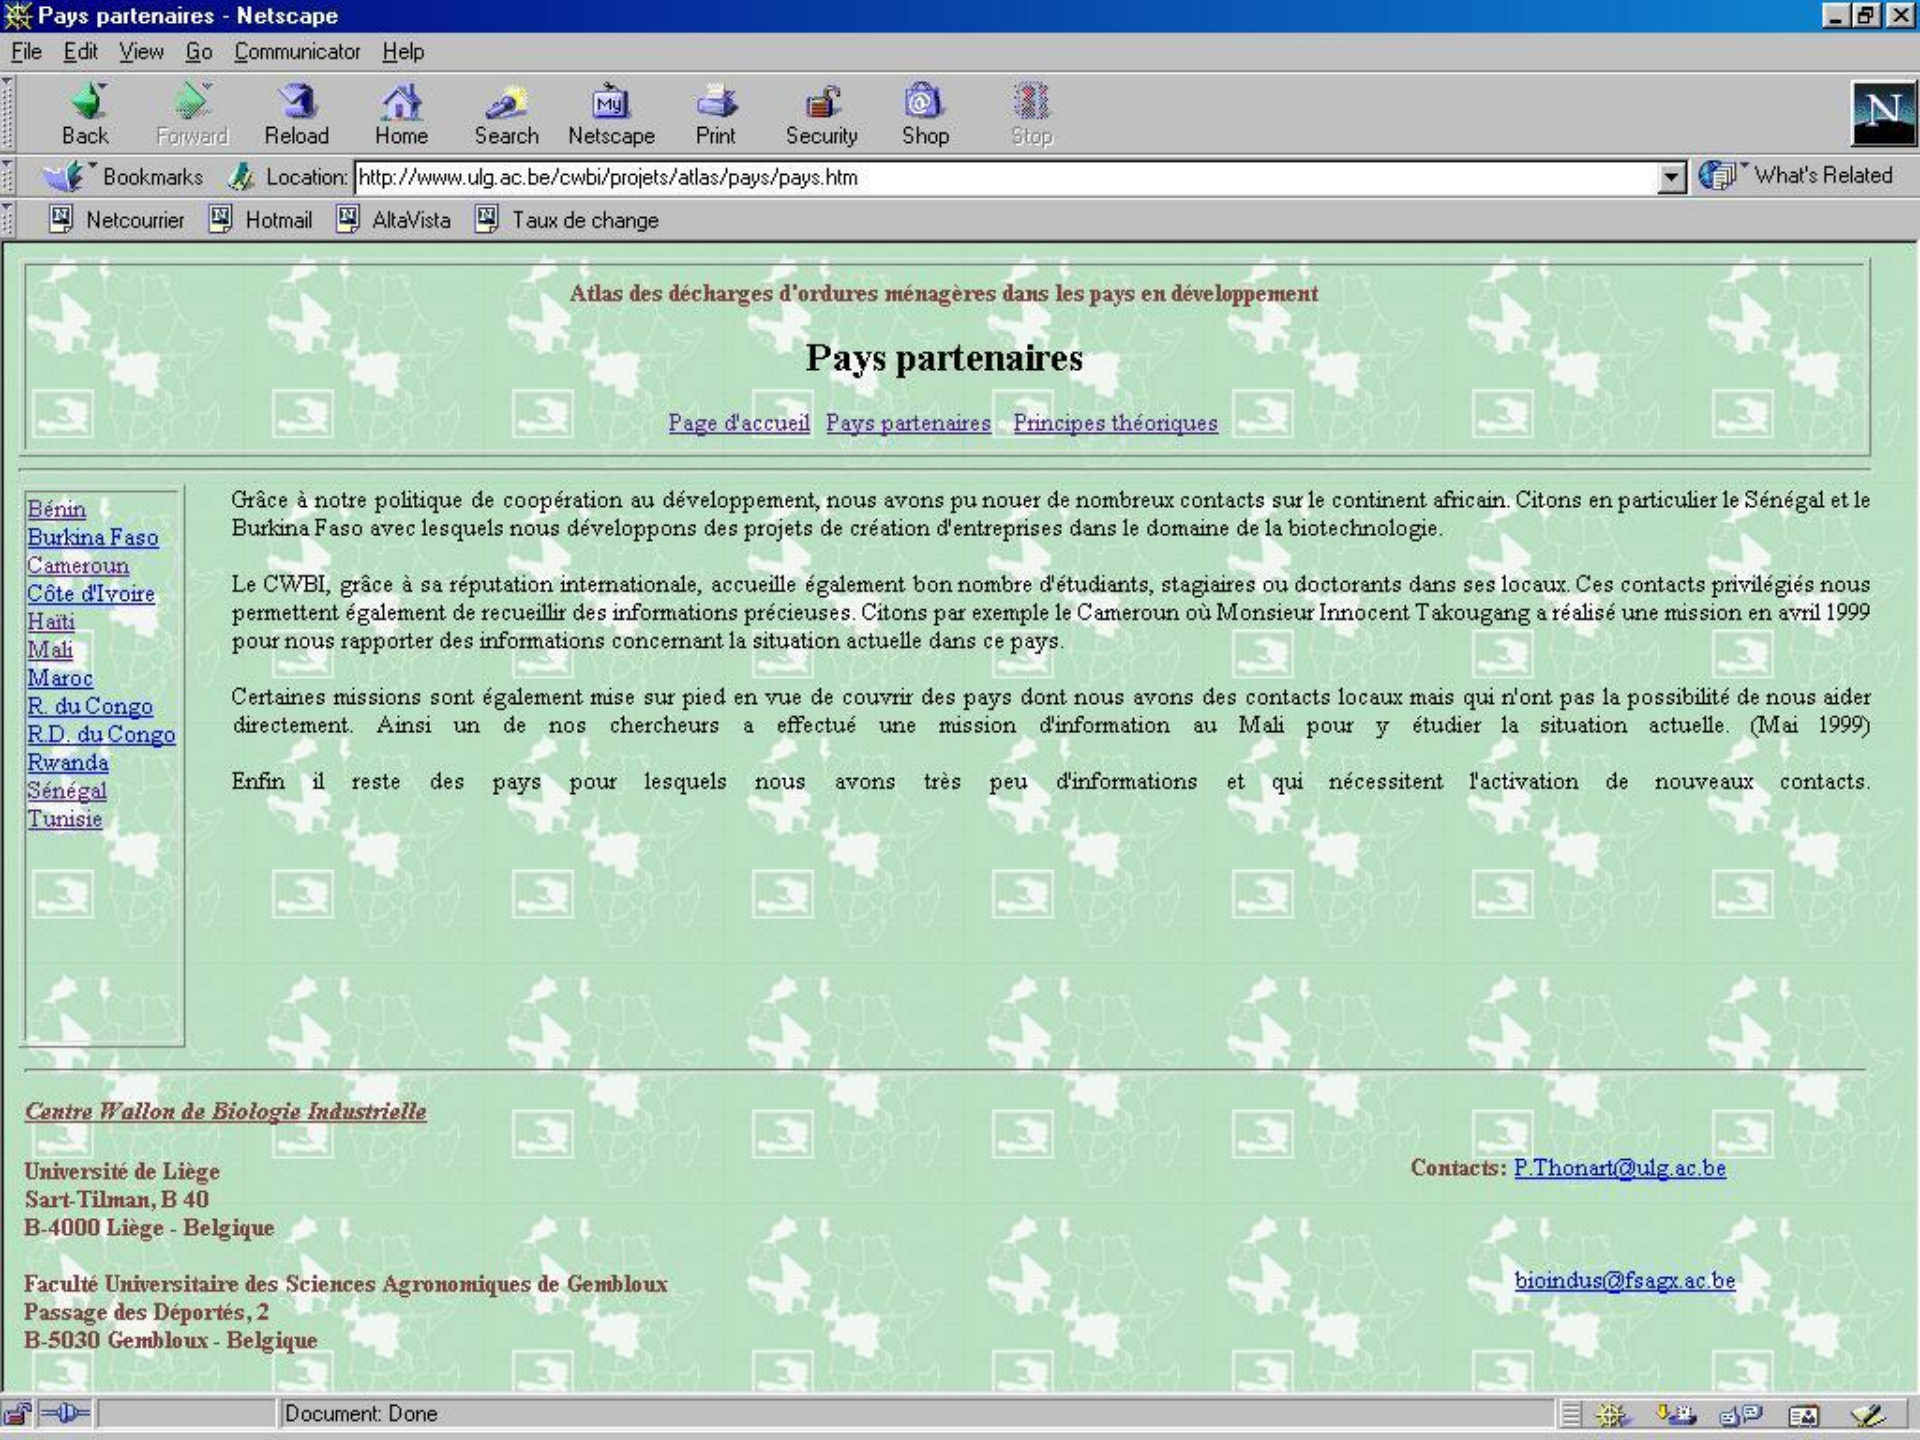 Pays partenaires - Netscape
File Edit View Go Communicator Help
Back Forward Reload Home Search Netscape Print Security Shop Stop
Bookmarks Location: http://www.ulg.ac.be/cwbi/projets/atlas/pays/pays.htm What's Related
Netcourrier Hotmail AltaVista Taux de change
Atlas des décharges d'ordures ménagères dans les pays en développement
Pays partenaires
Page d'accueil Pays partenaires Principes théoriques
Bénin
Burkina Faso
Cameroun
Côte d'Ivoire
Haïti
Mali
Maroc
R. du Congo
R.D. du Congo
Rwanda
Sénégal
Tunisie
Grâce à notre politique de coopération au développement, nous avons pu nouer de nombreux contacts sur le continent africain. Citons en particulier le Sénégal et le
Burkina Faso avec lesquels nous développons des projets de création d'entreprises dans le domaine de la biotechnologie.
Le CWBI, grâce à sa réputation internationale, accueille également bon nombre d'étudiants, stagiaires ou doctorants dans ses locaux. Ces contacts privilégiés nous
permettent également de recueillir des informations précieuses. Citons par exemple le Cameroun où Monsieur Innocent Takougang a réalisé une mission en avril 1999
pour nous rapporter des informations concernant la situation actuelle dans ce pays.
Certaines missions sont également mise sur pied en vue de couvrir des pays dont nous avons des contacts locaux mais qui n'ont pas la possibilité de nous aider
directement. Ainsi un de nos chercheurs a effectué une mission d'information au Mali pour y étudier la situation actuelle. (Mai 1999)
Enfin il reste des pays pour lesquels nous avons très peu d'informations et qui nécessitent l'activation de nouveaux contacts.
Centre Wallon de Biologie Industrielle
Université de Liège
Sart-Tilman, B 40
B-4000 Liège - Belgique
Faculté Universitaire des Sciences Agronomiques de Gembloux
Passage des Déportés, 2
B-5030 Gembloux - Belgique
Contacts: P.Thonart@ulg.ac.be
bioindus@fsagx.ac.be
Document: Done